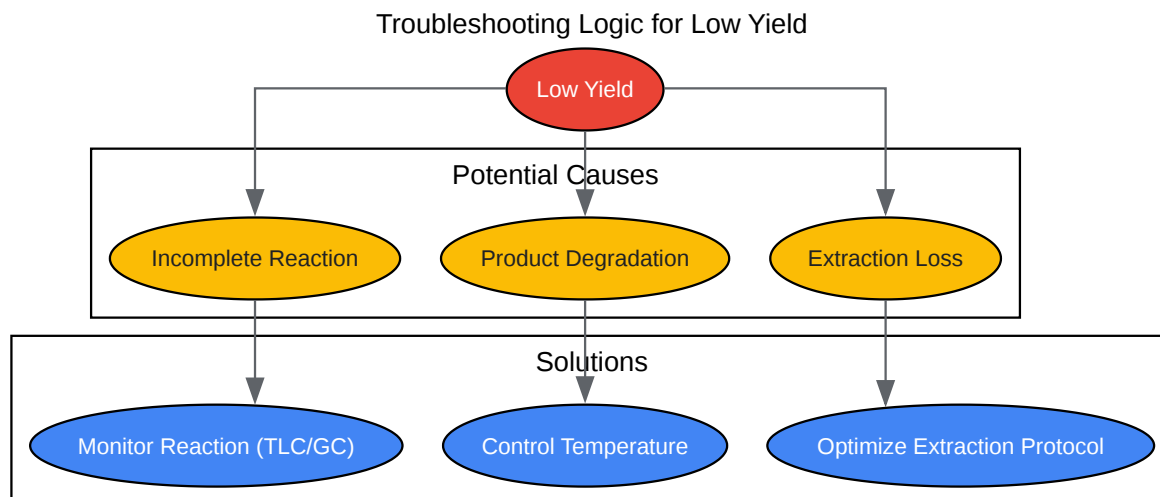 Troubleshooting Logic for Low Yield
Low Yield
Potential Causes
Incomplete Reaction
Product Degradation
Extraction Loss
Solutions
Monitor Reaction (TLC/GC)
Control Temperature
Optimize Extraction Protocol